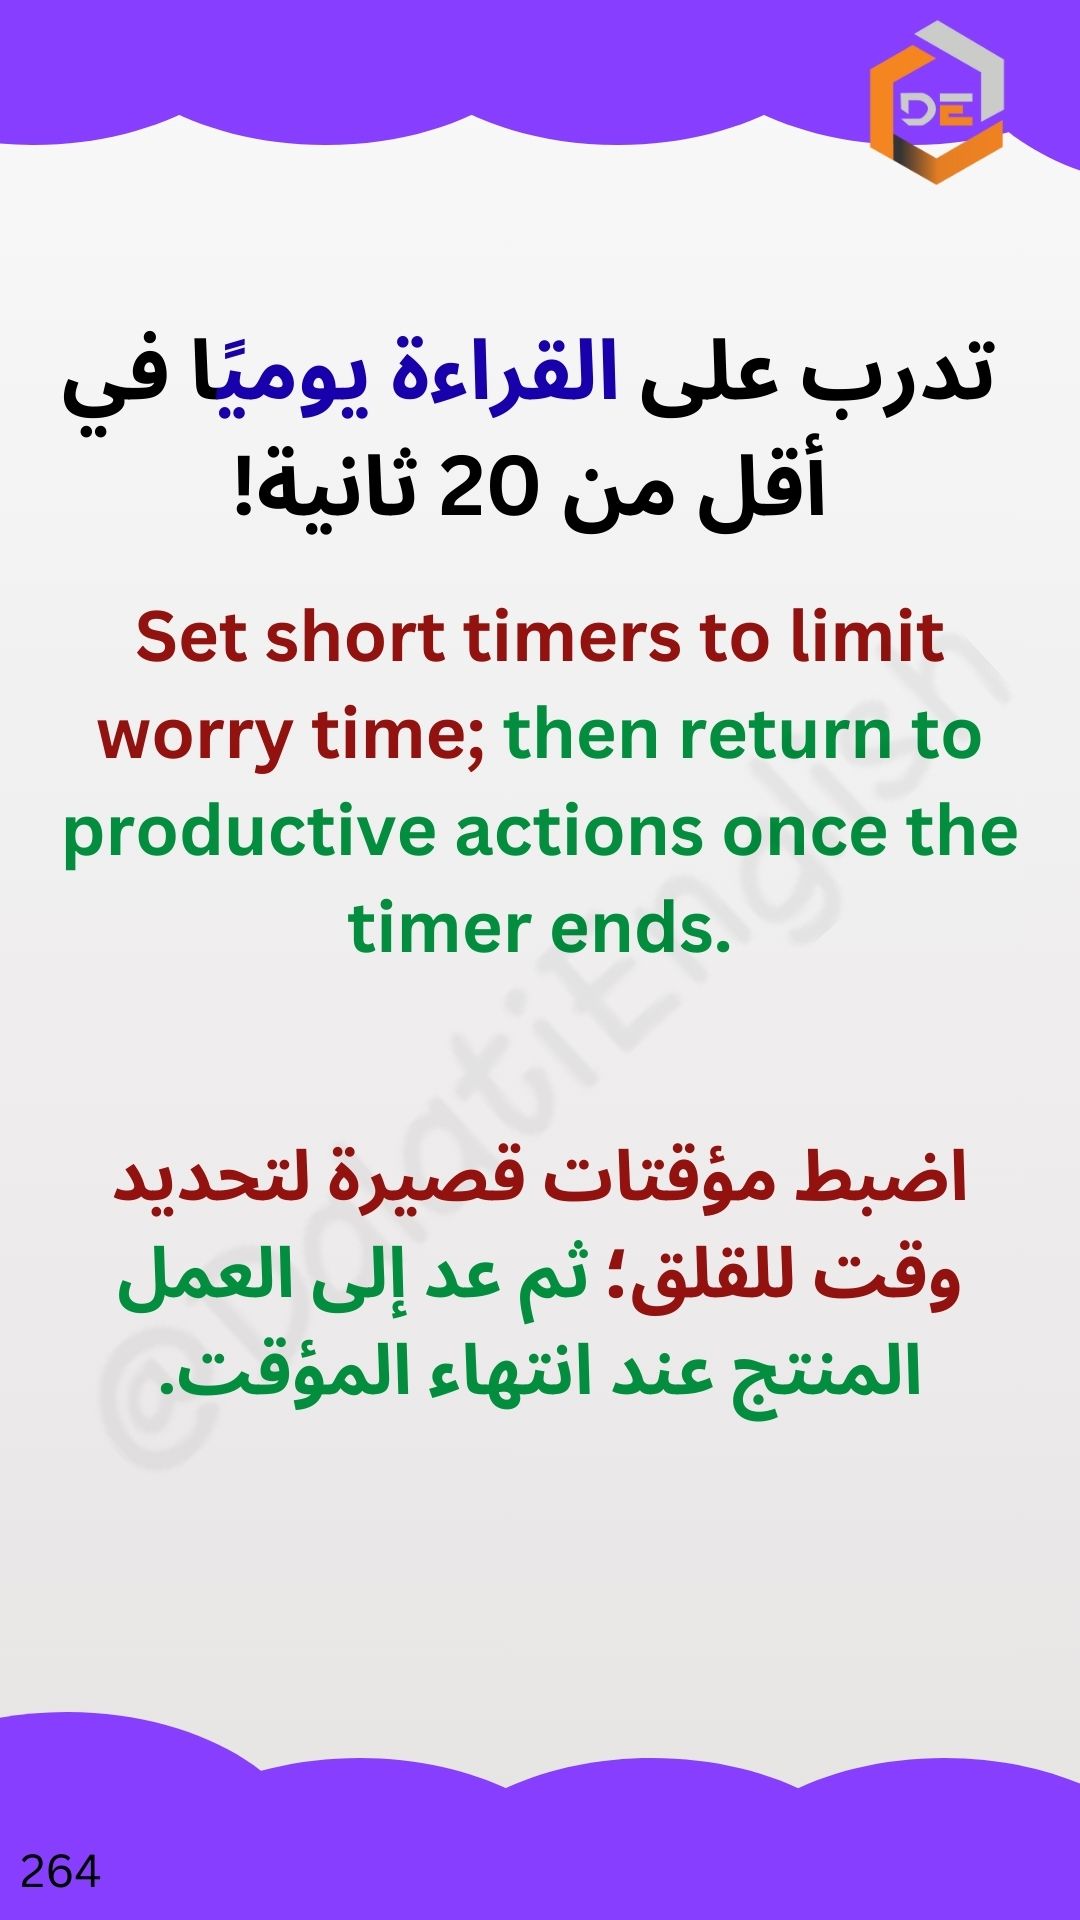 DE
تدرب على القراءة يوميًا في
أقل من 20 ثانية!
Set short timers to limit
worry time; then return to
productive actions once the
timer ends.
اضبط مؤقتات قصيرة لتحديد
وقت للقلق؛ ثم عد إلى العمل
المنتج عند انتهاء المؤقت.
@DalatiEnglish
264